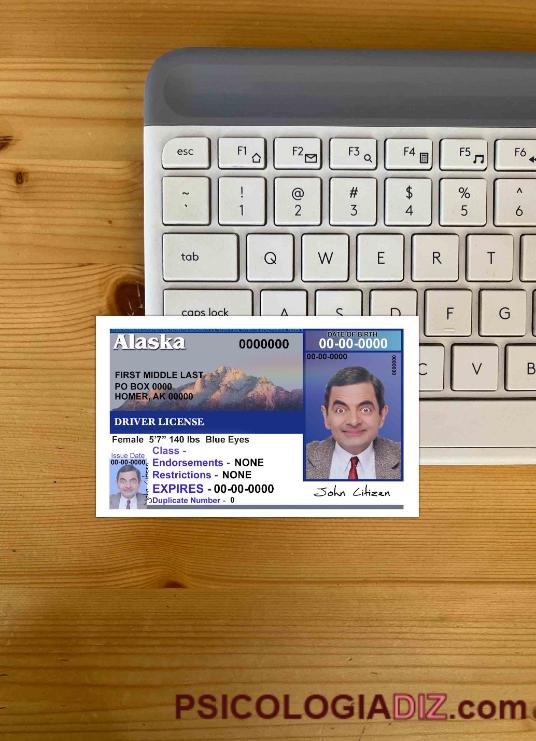 esc F1 F2 F3 F4 F5 F6
~ ! @ # $ % ^
` 1 2 3 4 5 6
tab Q W E R T
caps lock A S D F G
C V B
Alaska 0000000
DATE OF BIRTH
00-00-0000
00-00-0000
0000000
FIRST MIDDLE LAST
PO BOX 0000
HOMER, AK 00000
DRIVER LICENSE
Female 5'7" 140 lbs Blue Eyes
Issue Date
00-00-0000
Class -
Endorsements - NONE
Restrictions - NONE
EXPIRES - 00-00-0000
Duplicate Number - 0
John Citizen
PSICOLOGIADIZ.com